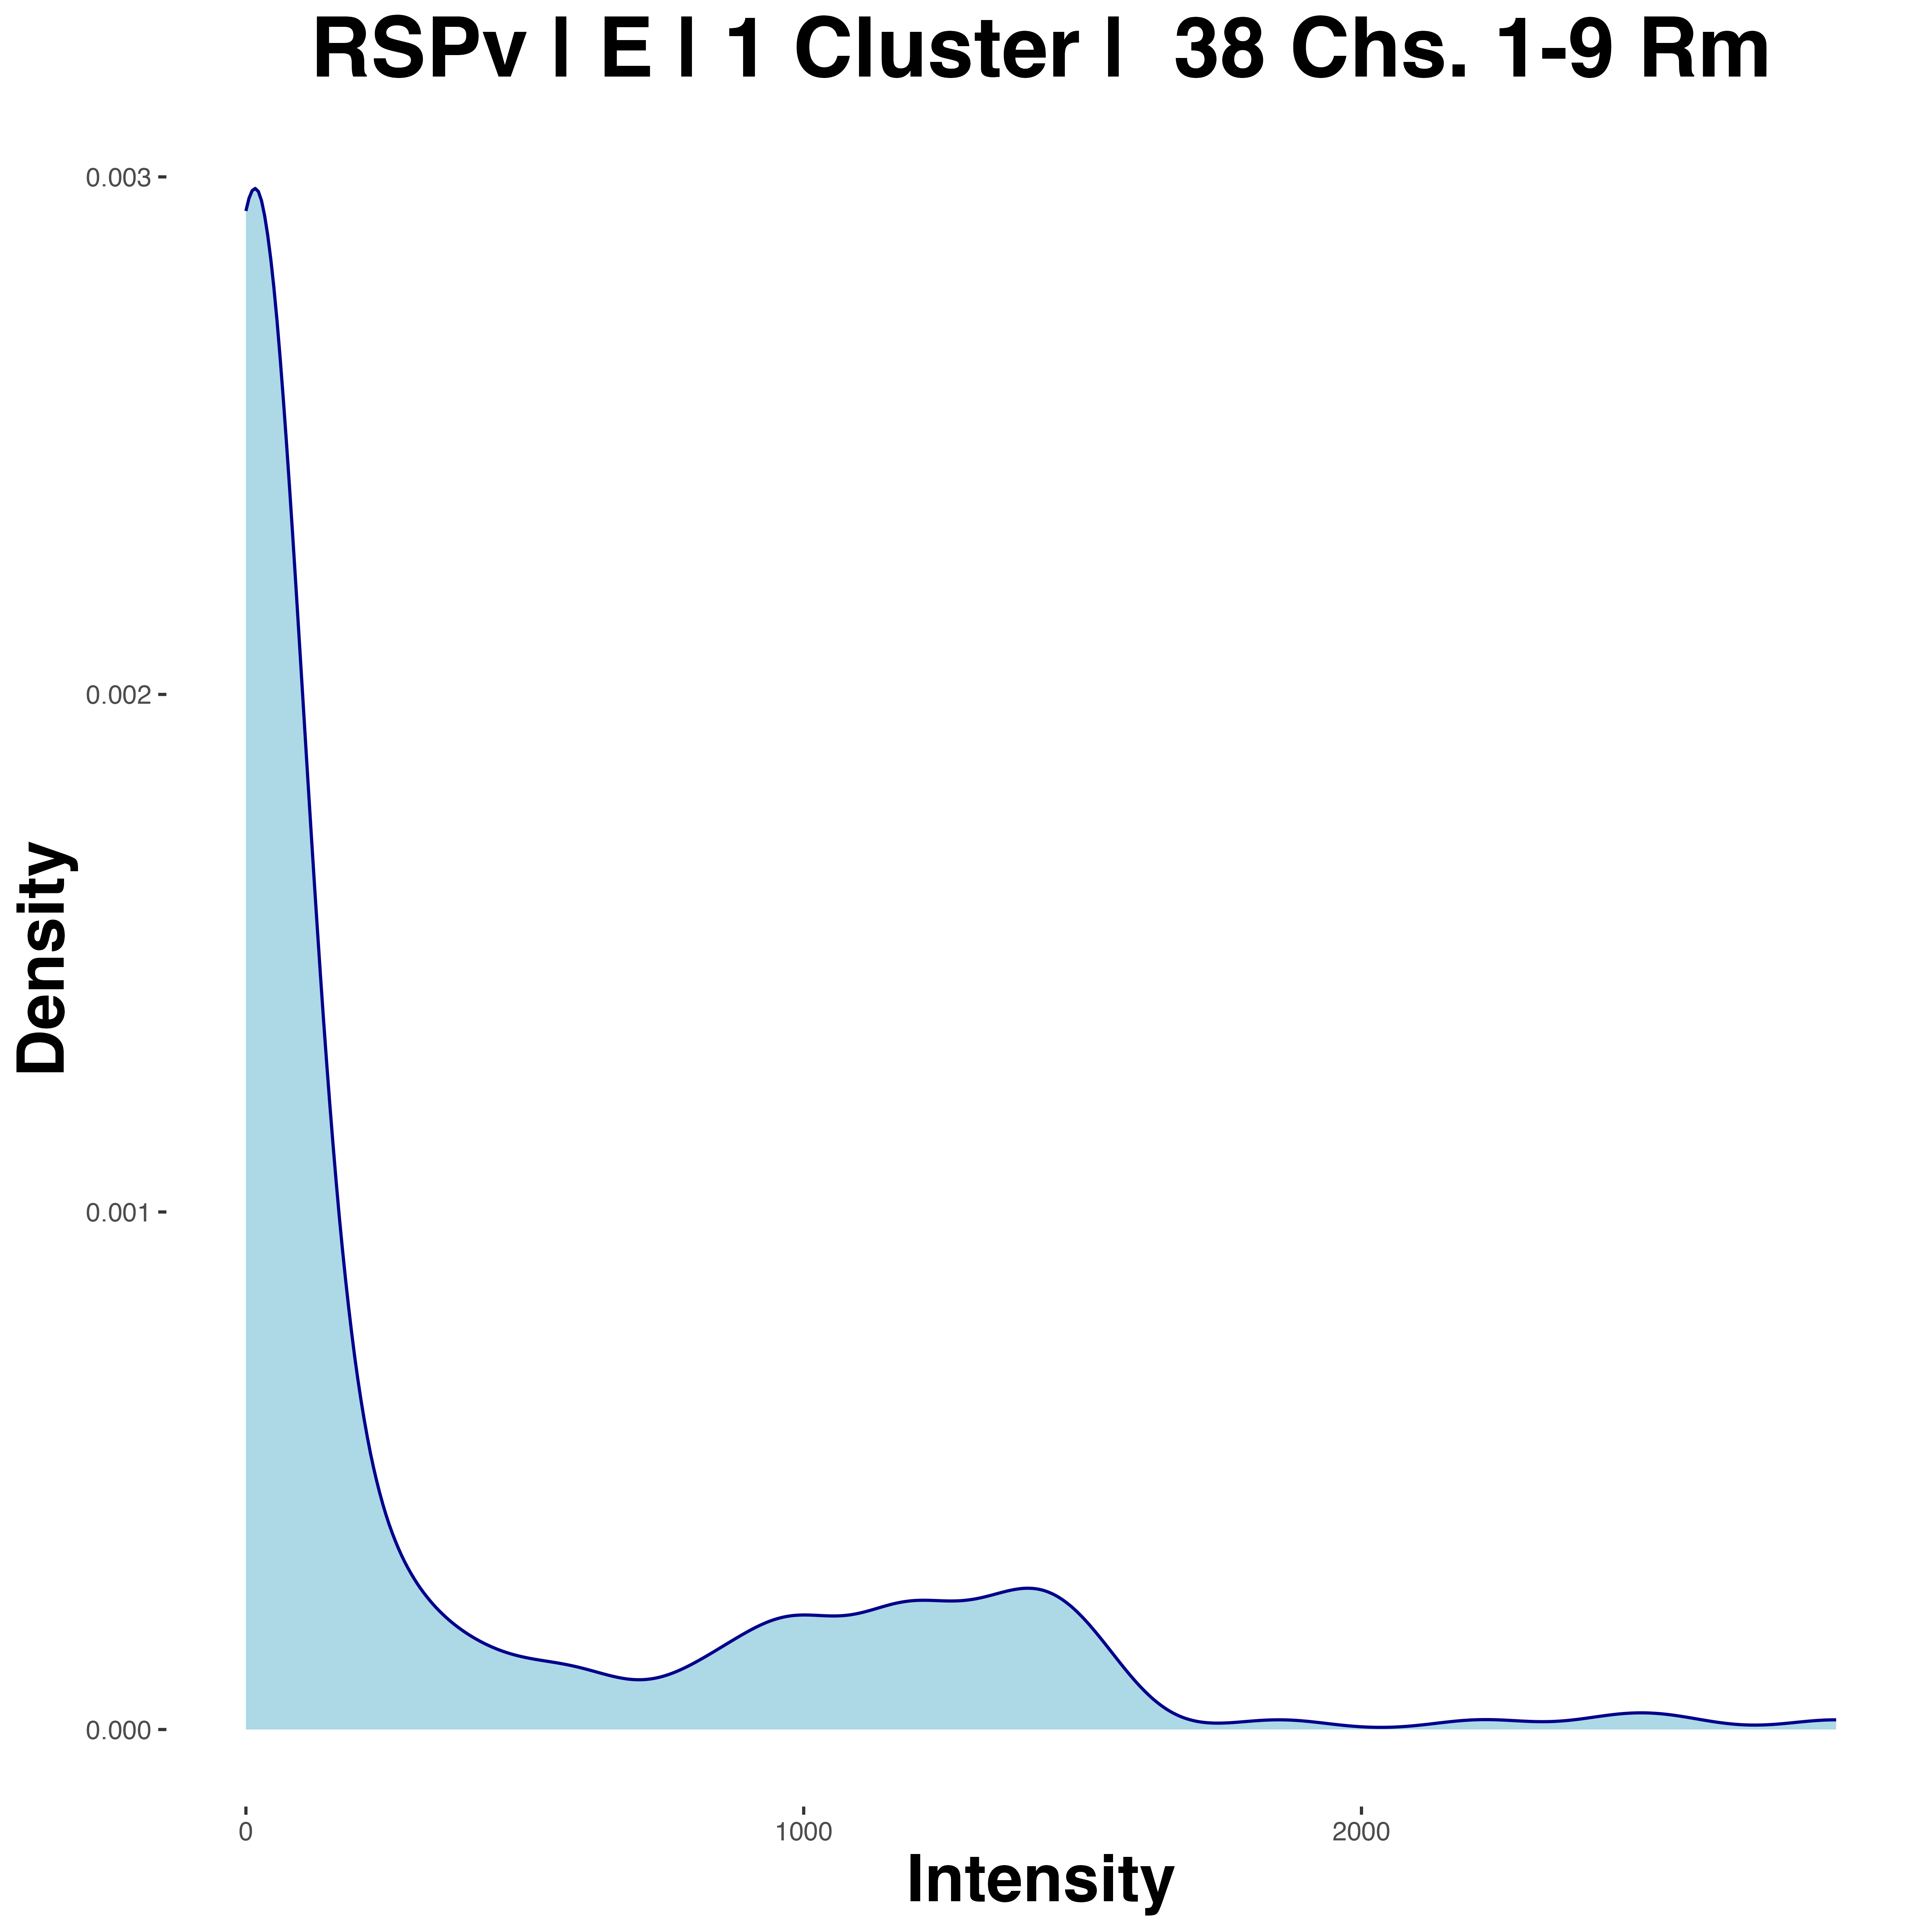 RSPv | E | 1 Cluster |  38 Chs. 1-9 Rm
0.003
0.002
0.001
0.000
Density
0
1000
2000
Intensity